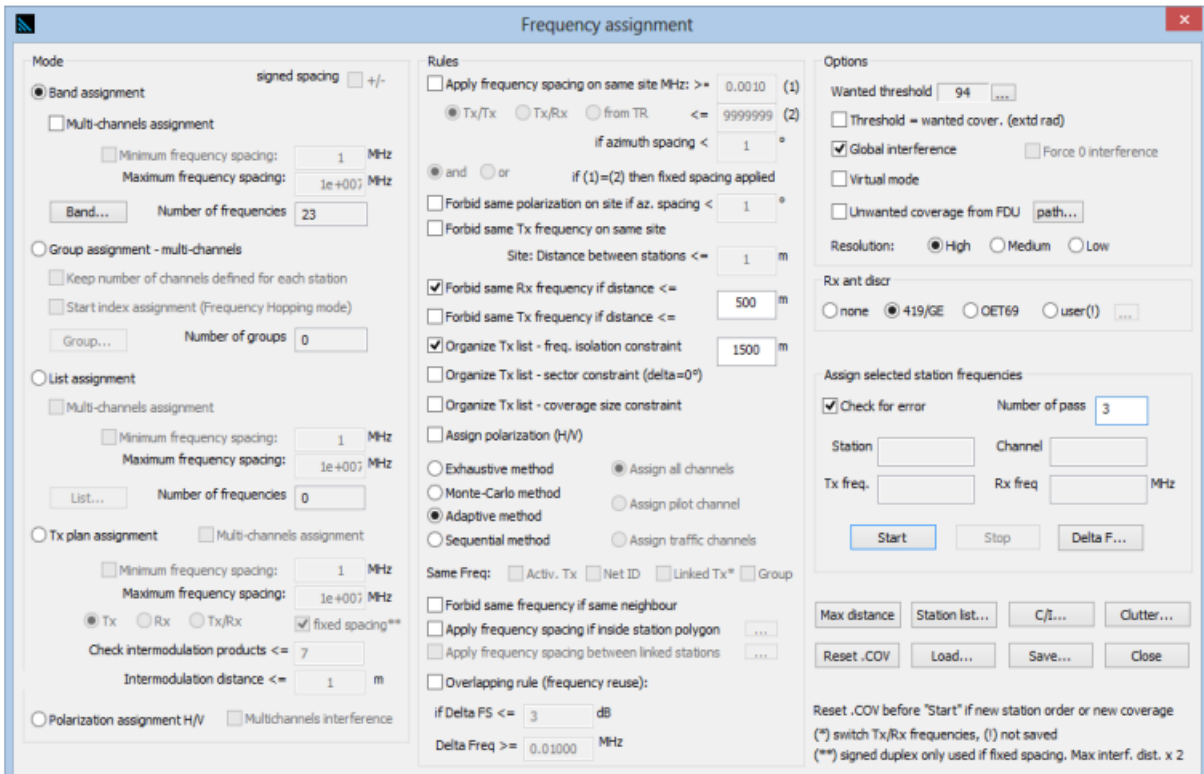 Frequency assignment
Mode
signed spacing +/-
Band assignment
Multi-channels assignment
Minimum frequency spacing: 1 MHz
Maximum frequency spacing: 1e+007 MHz
Band... Number of frequencies 23
Group assignment - multi-channels
Keep number of channels defined for each station
Start index assignment (Frequency Hopping mode)
Group... Number of groups 0
List assignment
Multi-channels assignment
Minimum frequency spacing: 1 MHz
Maximum frequency spacing: 1e+007 MHz
List... Number of frequencies 0
Tx plan assignment Multi-channels assignment
Minimum frequency spacing: 1 MHz
Maximum frequency spacing: 1e+007 MHz
Tx Rx Tx/Rx fixed spacing**
Check intermodulation products <= 7
Intermodulation distance <= 1 m
Polarization assignment H/V Multichannels interference
Rules
Apply frequency spacing on same site MHz: >= 0.0010 (1)
Tx/Tx Tx/Rx from TR <= 9999999 (2)
if azimuth spacing < 1 °
and or if (1)=(2) then fixed spacing applied
Forbid same polarization on site if az. spacing < 1 °
Forbid same Tx frequency on same site
Site: Distance between stations <= 1 m
Forbid same Rx frequency if distance <= 500 m
Forbid same Tx frequency if distance <=
Organize Tx list - freq. isolation constraint 1500 m
Organize Tx list - sector constraint (delta=0°)
Organize Tx list - coverage size constraint
Assign polarization (H/V)
Exhaustive method Assign all channels
Monte-Carlo method
Assign pilot channel
Adaptive method
Sequential method Assign traffic channels
Same Freq: Activ. Tx Net ID Linked Tx* Group
Forbid same frequency if same neighbour
Apply frequency spacing if inside station polygon ...
Apply frequency spacing between linked stations ...
Overlapping rule (frequency reuse):
if Delta FS <= 3 dB
Delta Freq >= 0.01000 MHz
Options
Wanted threshold 94 ...
Threshold = wanted cover. (extd rad)
Global interference Force 0 interference
Virtual mode
Unwanted coverage from FDU path...
Resolution: High Medium Low
Rx ant discr
none 419/GE OET69 user(!) ...
Assign selected station frequencies
Check for error Number of pass 3
Station Channel
Tx freq. Rx freq MHz
Start Stop Delta F...
Max distance Station list... C/I... Clutter...
Reset .COV Load... Save... Close
Reset .COV before "Start" if new station order or new coverage
(*) switch Tx/Rx frequencies, (!) not saved
(**) signed duplex only used if fixed spacing. Max interf. dist. x 2